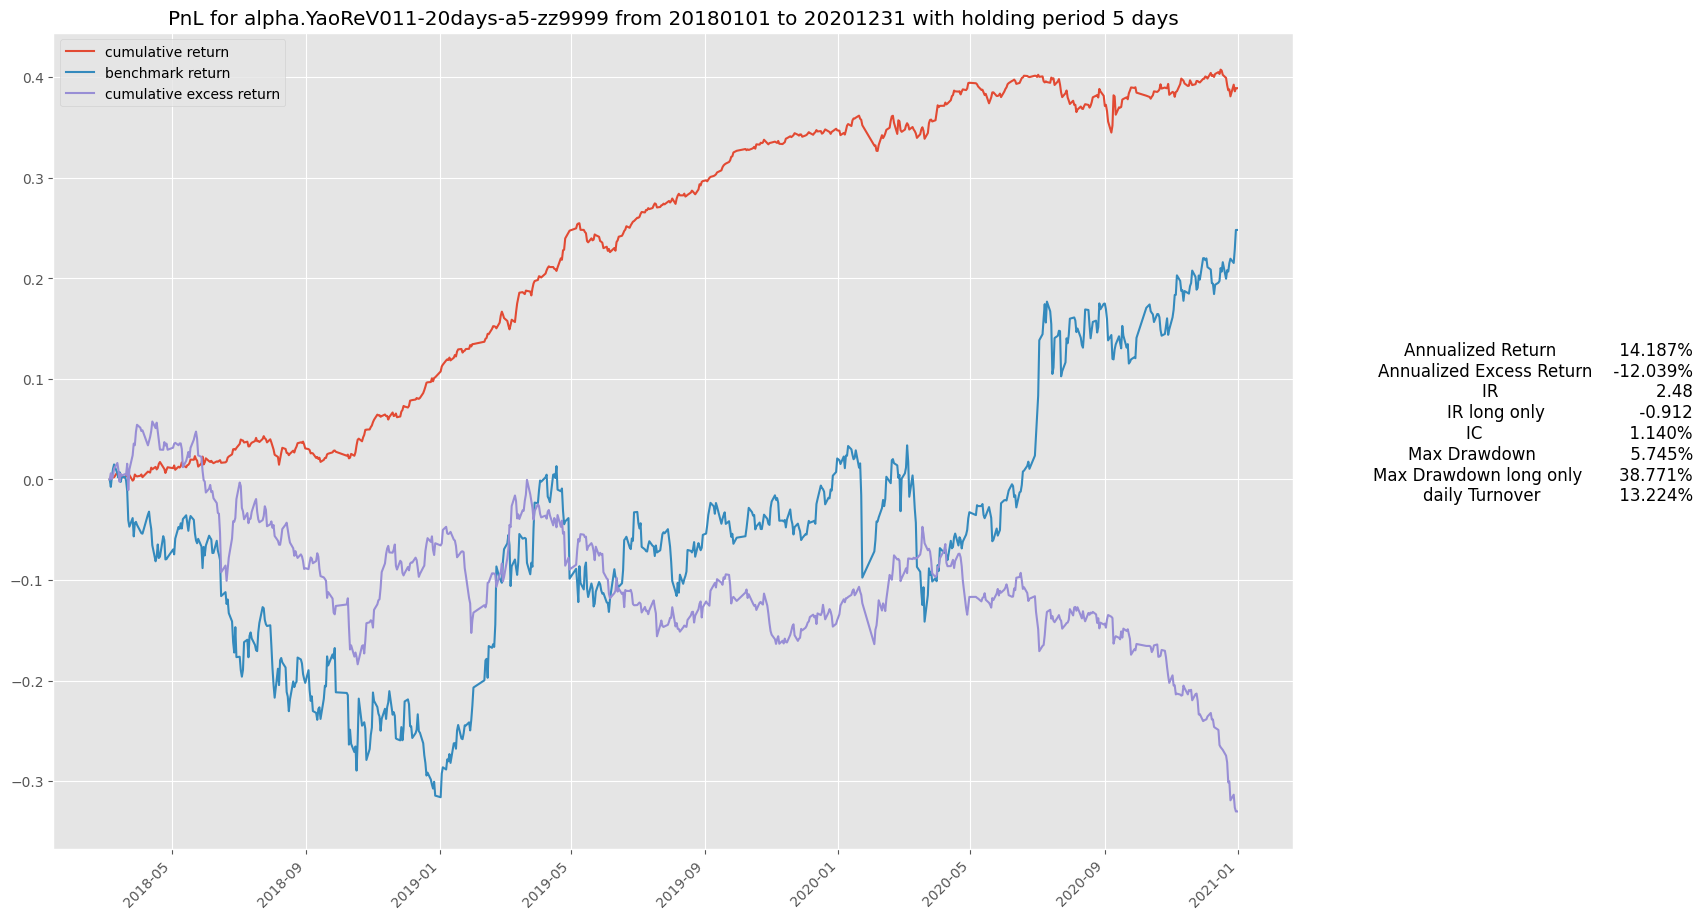 PnL for alpha.YaoReV011-20days-a5-zz9999 from 20180101 to 20201231 with holding period 5 days
cumulative return
benchmark return
cumulative excess return
0.4
0.3
0.2
0.1
0.0
−0.1
−0.2
−0.3
2018-05
2018-09
2019-01
2019-05
2019-09
2020-01
2020-05
2020-09
2021-01
Annualized Return 14.187%
Annualized Excess Return -12.039%
IR 2.48
IR long only -0.912
IC 1.140%
Max Drawdown 5.745%
Max Drawdown long only 38.771%
daily Turnover 13.224%